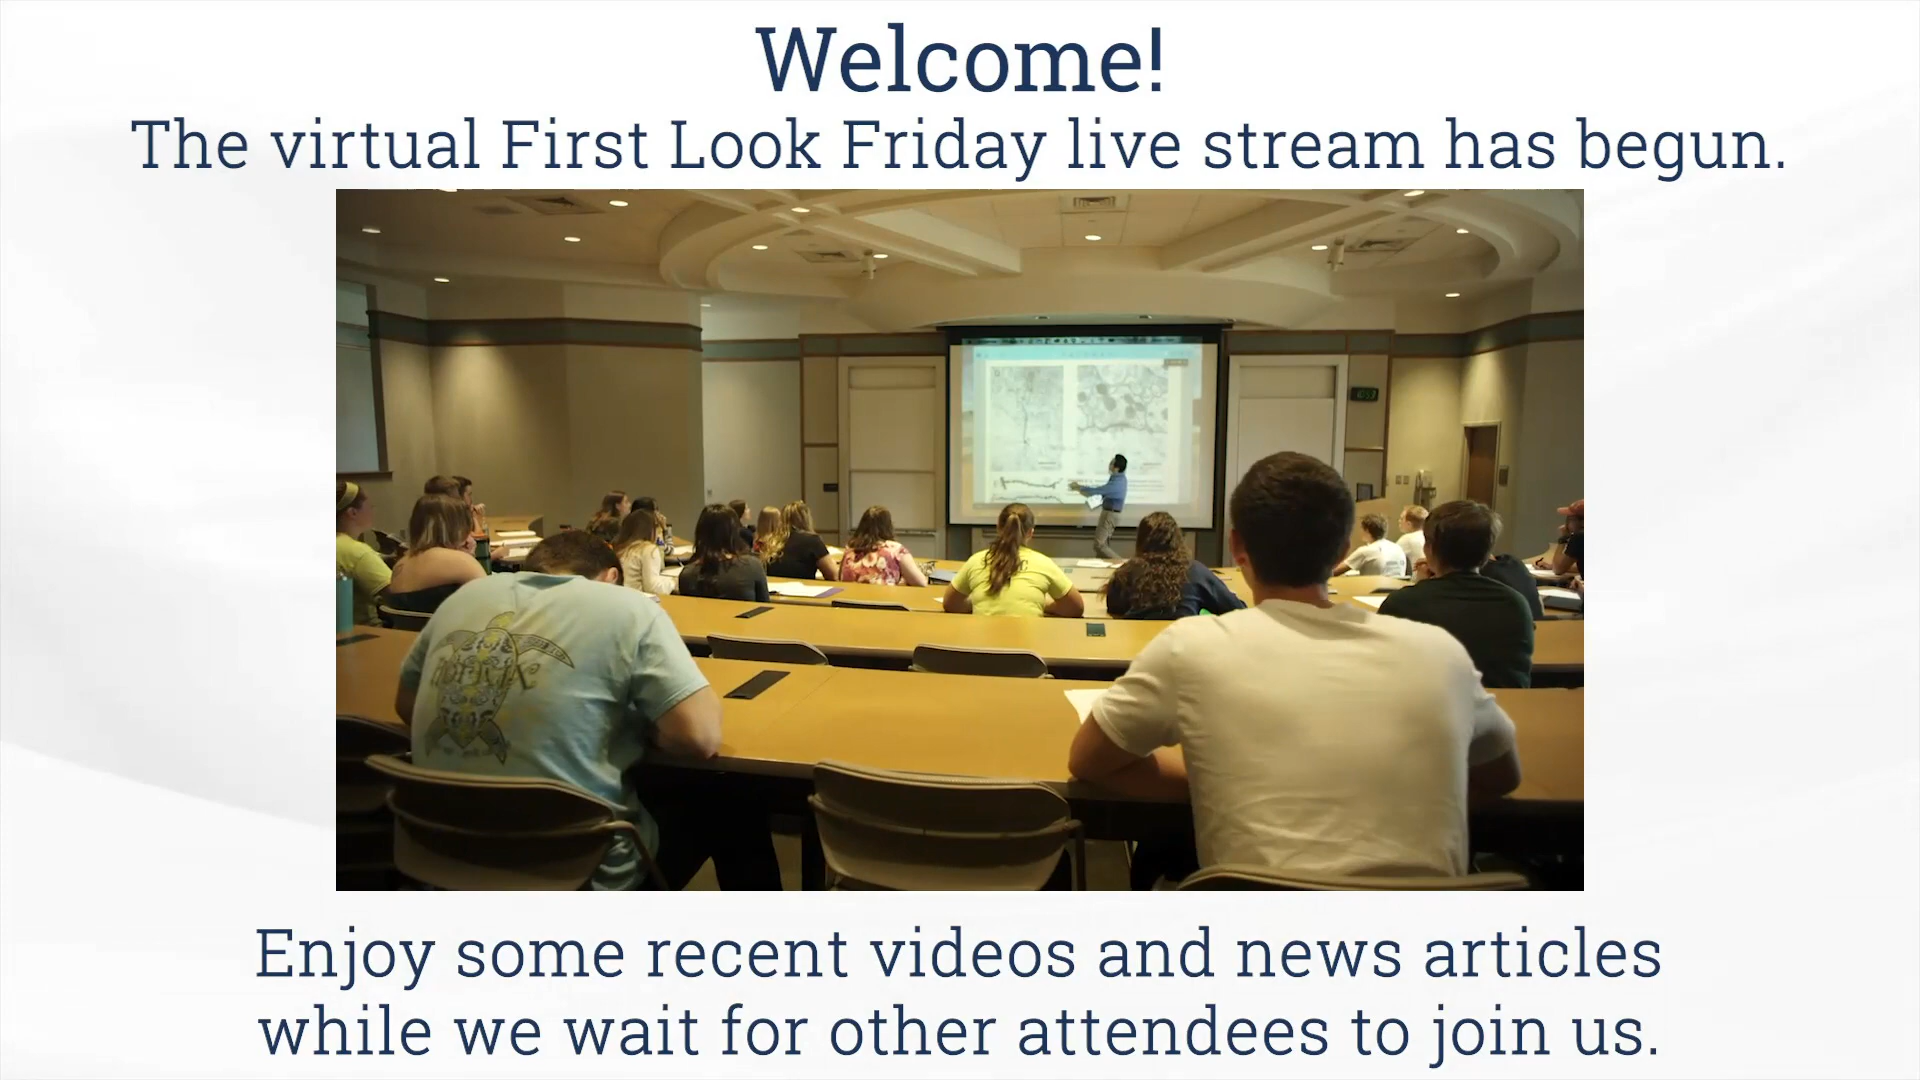 Welcome!
The virtual First Look Friday live stream has begun.
Enjoy some recent videos and news articles
while we wait for other attendees to join us.